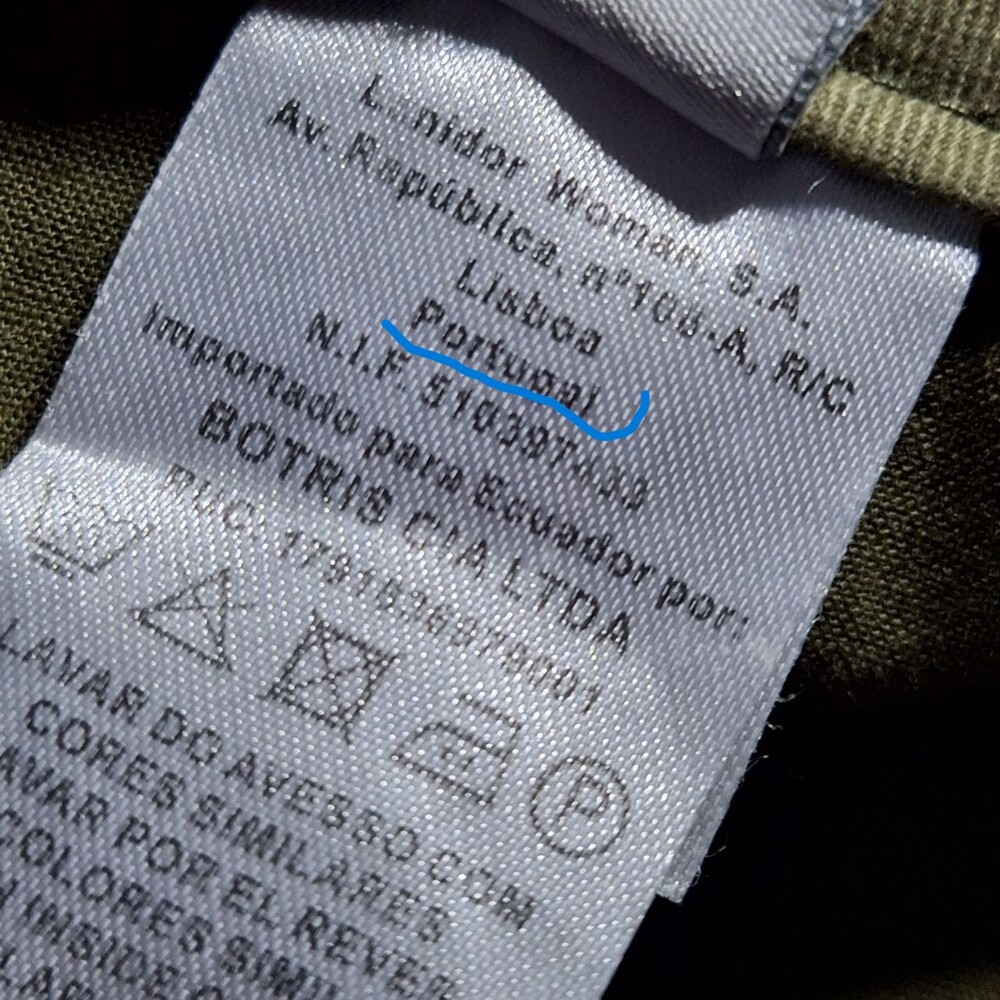 Woman, S.A.
Av. República, R/C
Lisboa
Portugal
N.I.F.
Importado para Ecuador por:
BOTRIS CIA LTDA
P
LAVAR DO AVESSO COM
CORES SIMILARES
LAVAR POR EL REVES
COLORES
INSIDE